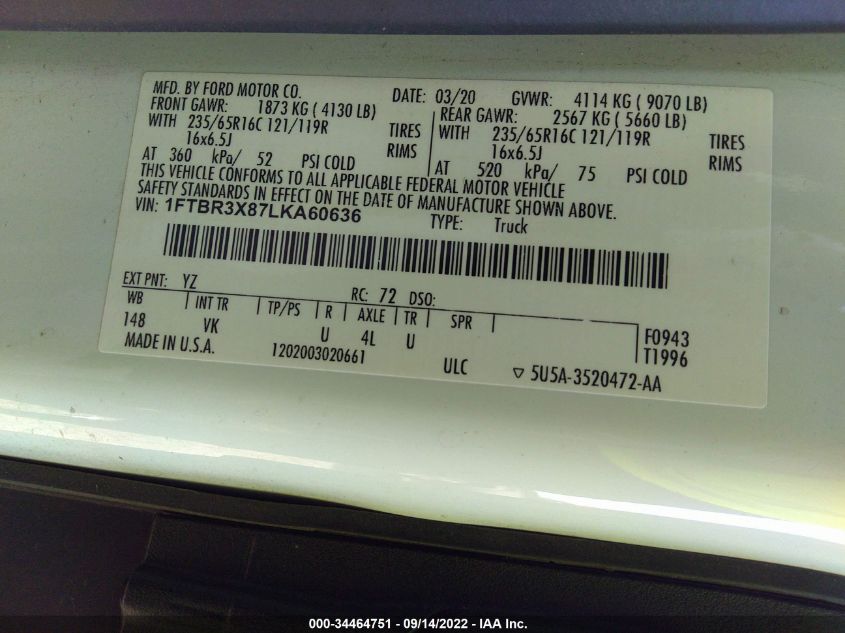 MFD. BY FORD MOTOR CO. DATE: 03/20 GVWR: 4114 KG ( 9070 LB)
FRONT GAWR: 1873 KG ( 4130 LB) REAR GAWR: 2567 KG ( 5660 LB)
WITH 235/65R16C 121/119R TIRES WITH 235/65R16C 121/119R TIRES
16x6.5J RIMS 16x6.5J RIMS
AT 360 kPa/ 52 PSI COLD AT 520 kPa/ 75 PSI COLD
THIS VEHICLE CONFORMS TO ALL APPLICABLE FEDERAL MOTOR VEHICLE
SAFETY STANDARDS IN EFFECT ON THE DATE OF MANUFACTURE SHOWN ABOVE.
VIN: 1FTBR3X87LKA60636 TYPE: Truck
EXT PNT: YZ RC: 72 DSO:
WB INT TR TP/PS R AXLE TR SPR F0943
148 VK U 4L U T1996
MADE IN U.S.A. 1202003020661 ULC ▽ 5U5A-3520472-AA
000-34464751 - 09/14/2022 - IAA Inc.